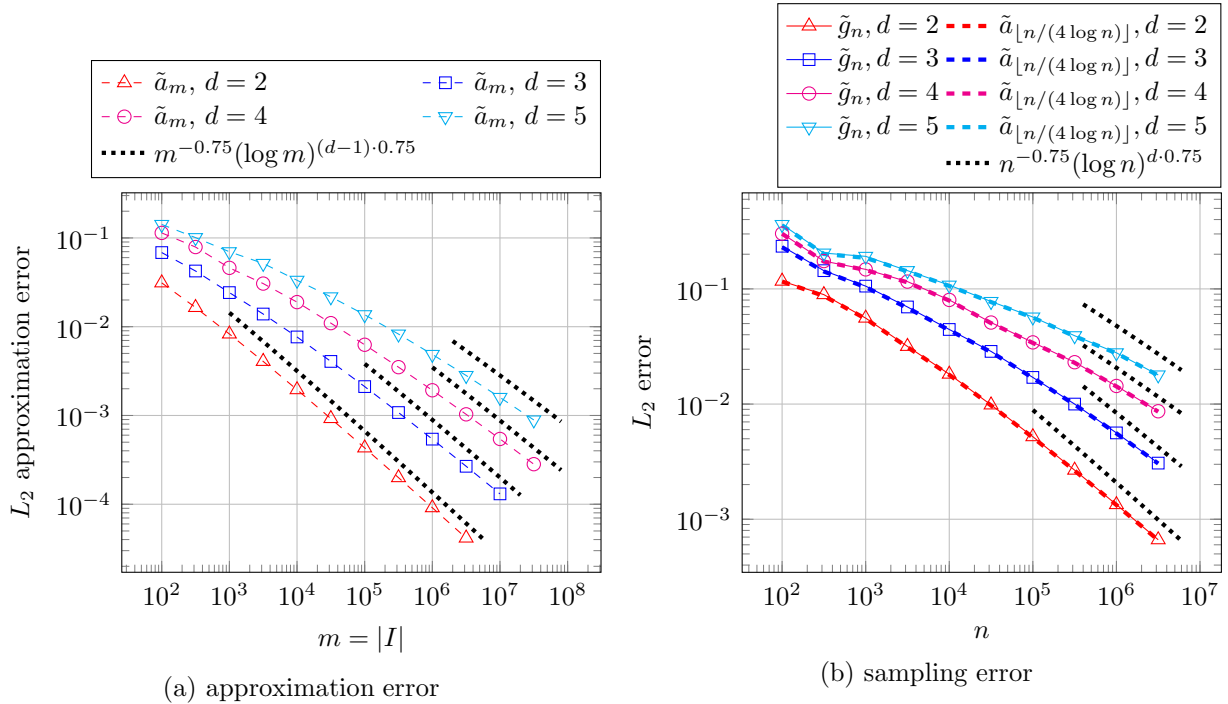 ã_m, d = 2
ã_m, d = 3
ã_m, d = 4
ã_m, d = 5
m^{-0.75}(log m)^{(d−1)·0.75}
10^{-1}
10^{-2}
10^{-3}
10^{-4}
L_2 approximation error
10^2 10^3 10^4 10^5 10^6 10^7 10^8
m = |I|
(a) approximation error
g̃_n, d = 2 ã_{⌊n/(4 log n)⌋}, d = 2
g̃_n, d = 3 ã_{⌊n/(4 log n)⌋}, d = 3
g̃_n, d = 4 ã_{⌊n/(4 log n)⌋}, d = 4
g̃_n, d = 5 ã_{⌊n/(4 log n)⌋}, d = 5
n^{-0.75}(log n)^{d·0.75}
10^{-1}
10^{-2}
10^{-3}
L_2 error
10^2 10^3 10^4 10^5 10^6 10^7
n
(b) sampling error